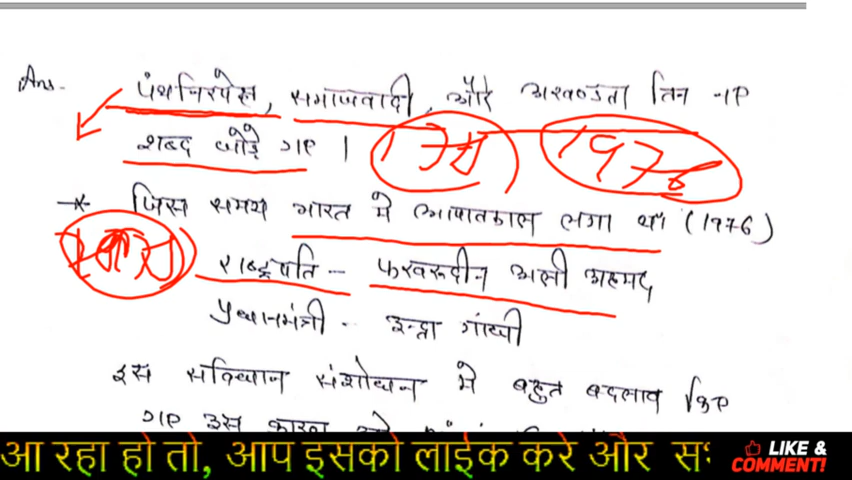 Ans. पंथनिरपेक्ष, समाजवादी, और अखण्डता तिन नए
शब्द जोड़े गए।
1976
* जिस समय भारत मे आपातकाल लगा था (1976)
राष्ट्रपति - फखरूद्दीन अली अहमद
प्रधानमंत्री - इन्द्रा गांधी
इस संविधान संशोधन मे बहुत बदलाव किए
गए इस कारण
आ रहा हो तो, आप इसको लाईक करे और
LIKE &
COMMENT!